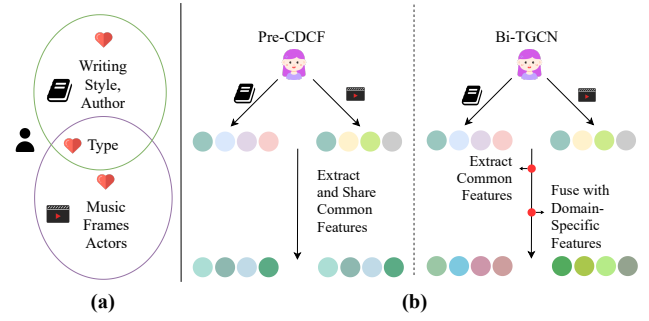 Writing
Style,
Author
Type
Music
Frames
Actors
(a)
Pre-CDCF
Extract
and Share
Common
Features
Bi-TGCN
Extract
Common
Features
Fuse with
Domain-
Specific
Features
(b)